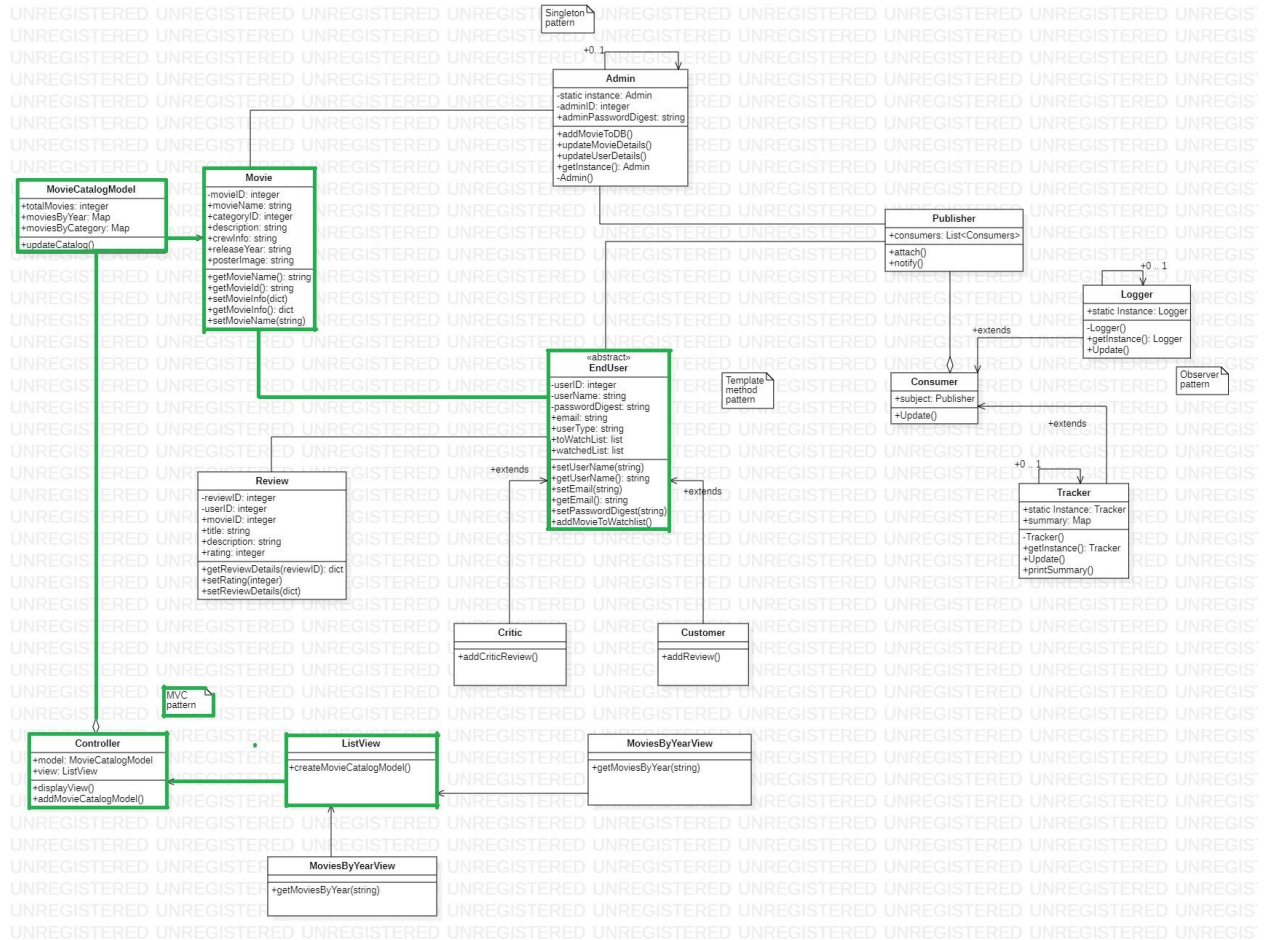 Singleton
pattern
+0..1
Admin
-static instance: Admin
-adminID: integer
+adminPasswordDigest: string
+addMovieToDB()
+updateMovieDetails()
+updateUserDetails()
+getInstance(): Admin
-Admin()
MovieCatalogModel
+totalMovies: integer
+moviesByYear: Map
+moviesByCategory: Map
+updateCatalog()
Movie
-movieID: integer
+movieName: string
+categoryID: integer
+description: string
+crewInfo: string
+releaseYear: string
+posterImage: string
+getMovieName(): string
+getMovieId(): string
+setMovieInfo(dict)
+getMovieInfo(): dict
+setMovieName(string)
Publisher
+consumers: List<Consumers>
+attach()
+notify()
+0 .. 1
Logger
+static Instance: Logger
-Logger()
+getInstance(): Logger
+Update()
+extends
Observer
pattern
«abstract»
EndUser
-userID: integer
-userName: string
-passwordDigest: string
+email: string
+userType: string
+toWatchList: list
+watchedList: list
+setUserName(string)
+getUserName(): string
+setEmail(string)
+getEmail(): string
+setPasswordDigest(string)
+addMovieToWatchlist()
Template
method
pattern
Consumer
+subject: Publisher
+Update()
+extends
+0 .. 1
Tracker
+static Instance: Tracker
+summary: Map
-Tracker()
+getInstance(): Tracker
+Update()
+printSummary()
Review
-reviewID: integer
-userID: integer
+movieID: integer
+title: string
+description: string
+rating: integer
+getReviewDetails(reviewID): dict
+setRating(integer)
+setReviewDetails(dict)
+extends
+extends
Critic
+addCriticReview()
Customer
+addReview()
MVC
pattern
Controller
+model: MovieCatalogModel
+view: ListView
+displayView()
+addMovieCatalogModel()
ListView
+createMovieCatalogModel()
MoviesByYearView
+getMoviesByYear(string)
MoviesByYearView
+getMoviesByYear(string)
UNREGISTERED